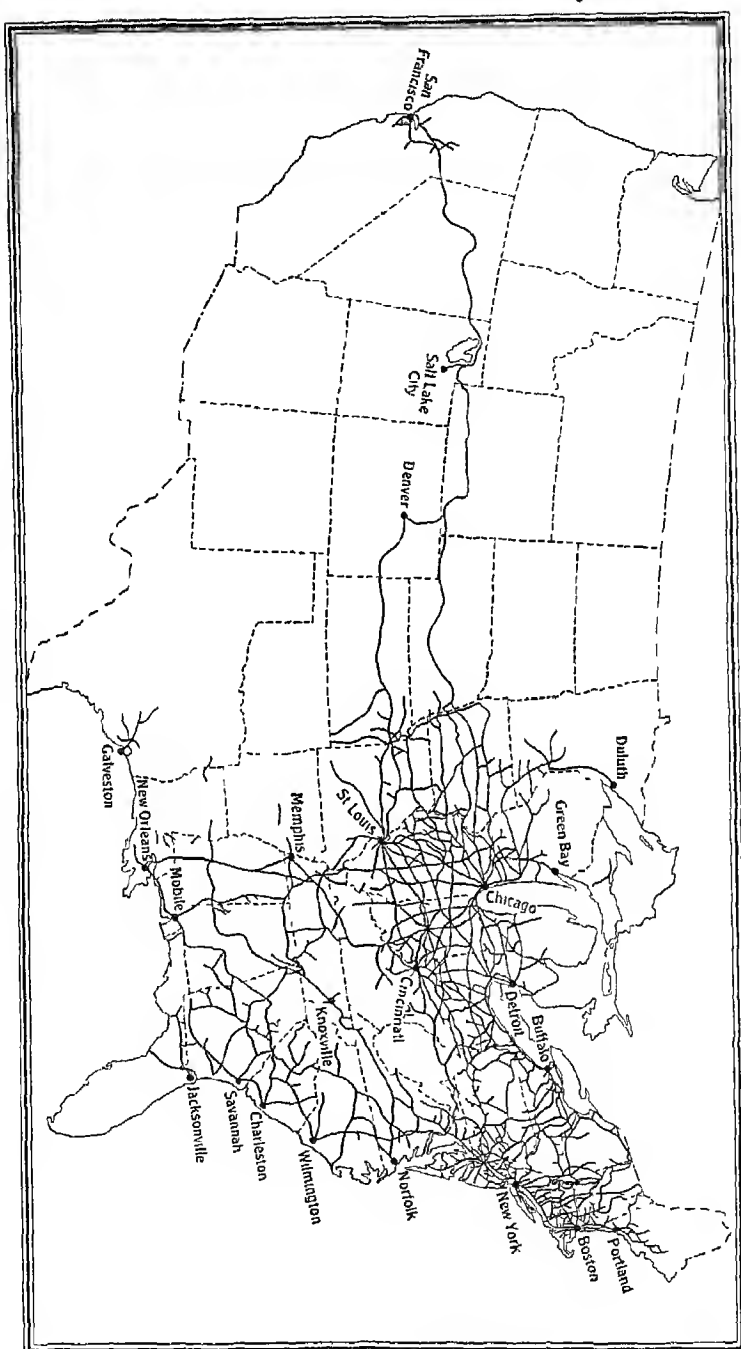 San
Francisco
Salt Lake
City
Denver
Duluth
Green Bay
St Louis
Chicago
Memphis
Galveston
New Orleans
Mobile
Cincinnati
Detroit
Buffalo
Knoxville
Jacksonville
Savannah
Charleston
Wilmington
Norfolk
New York
Boston
Portland